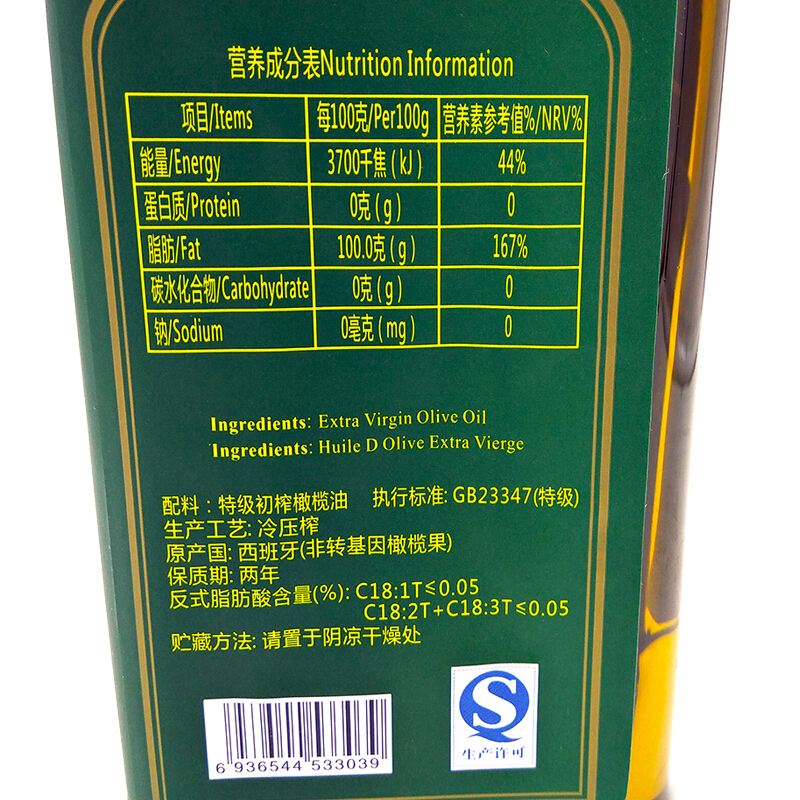 营养成分表Nutrition Information
项目/Items 每100克/Per100g 营养素参考值%/NRV%
能量/Energy 3700千焦(kJ) 44%
蛋白质/Protein 0克(g) 0
脂肪/Fat 100.0克(g) 167%
碳水化合物/Carbohydrate 0克(g) 0
钠/Sodium 0毫克(mg) 0
Ingredients: Extra Virgin Olive Oil
Ingredients: Huile D Olive Extra Vierge
配料: 特级初榨橄榄油 执行标准: GB23347(特级)
生产工艺: 冷压榨
原产国: 西班牙(非转基因橄榄果)
保质期: 两年
反式脂肪酸含量(%): C18:1T≤0.05
C18:2T+C18:3T≤0.05
贮藏方法: 请置于阴凉干燥处
6 936544 533039
生产许可